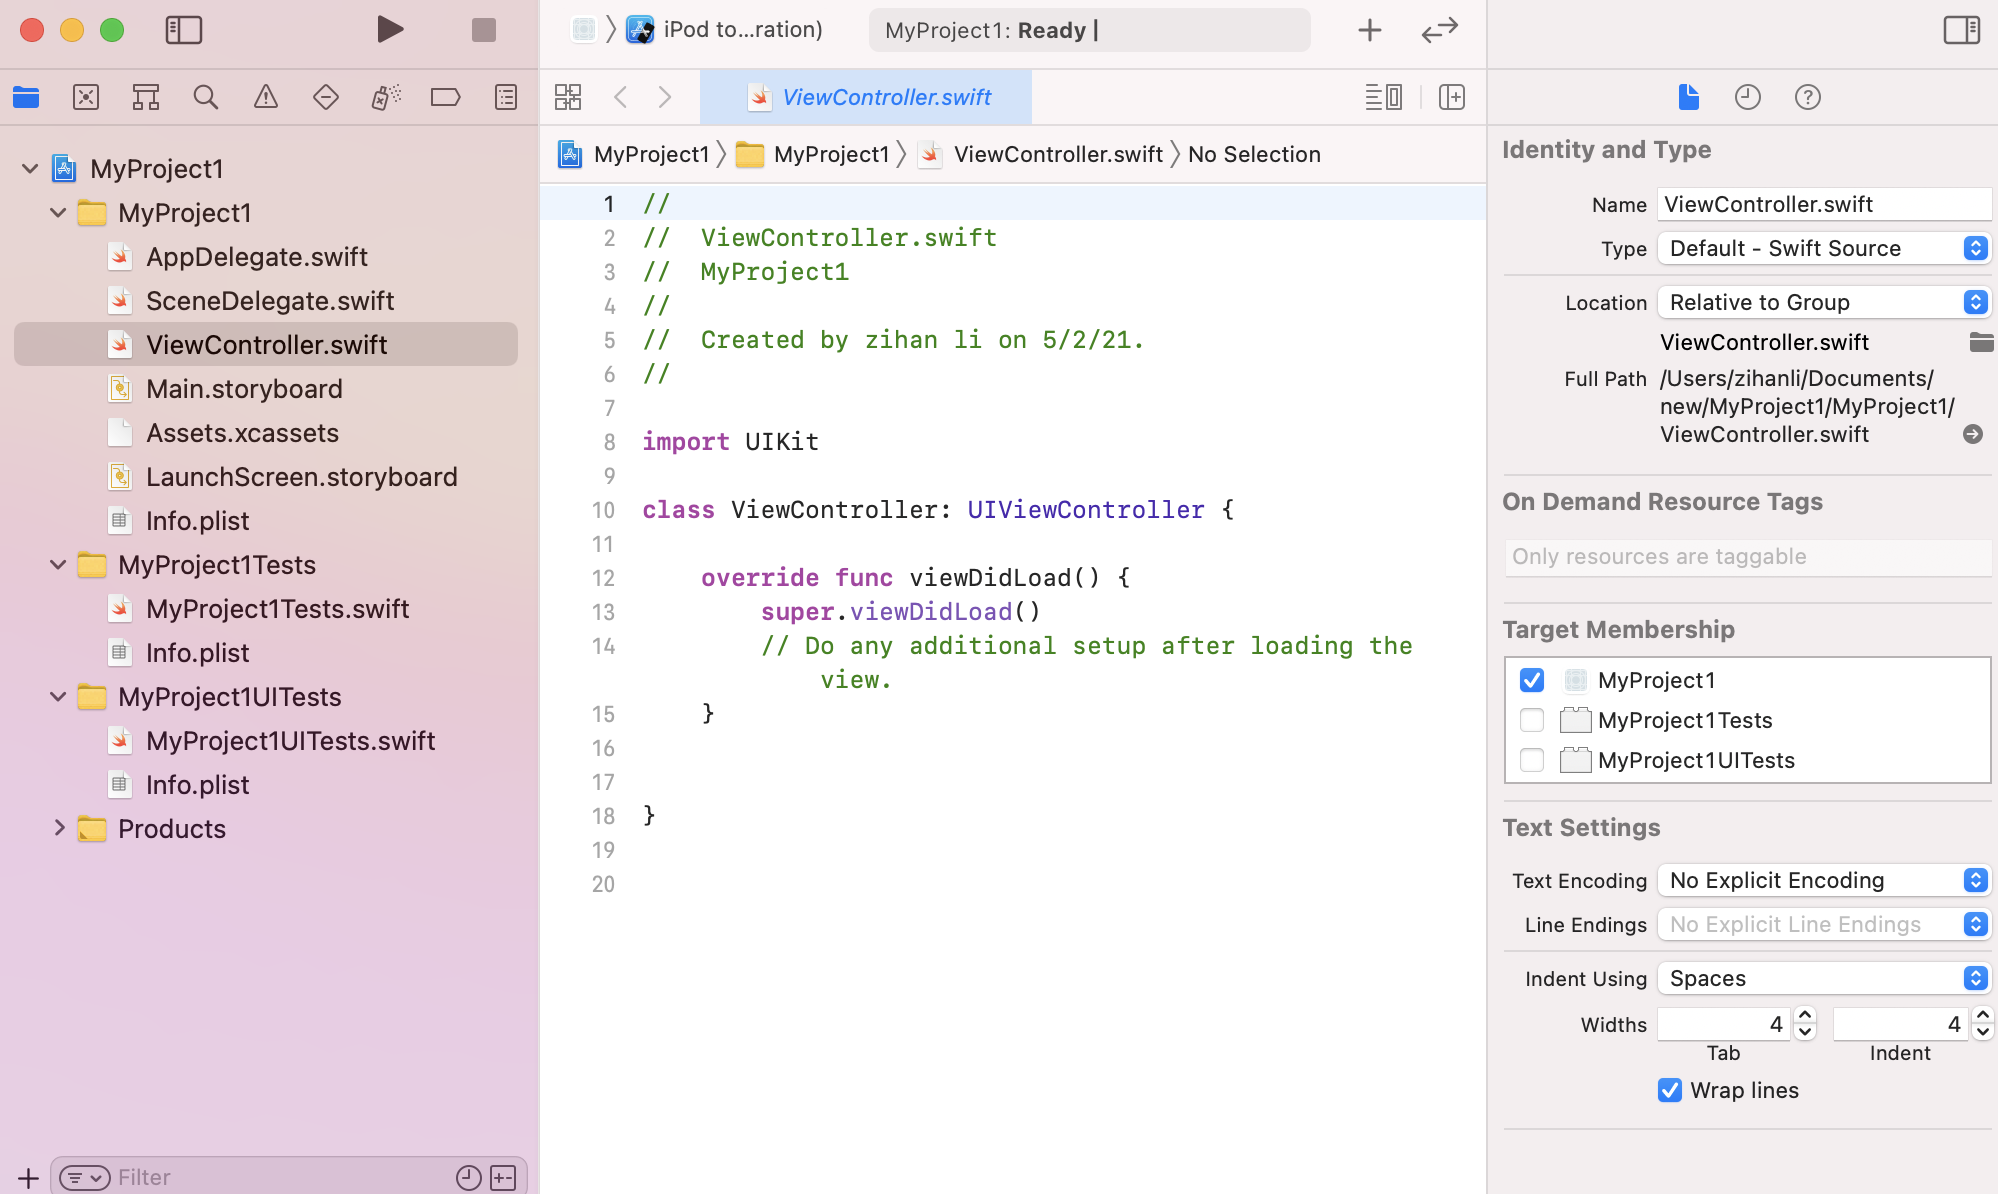 iPod to...ration)
MyProject1: Ready |
ViewController.swift
MyProject1
MyProject1
AppDelegate.swift
SceneDelegate.swift
ViewController.swift
Main.storyboard
Assets.xcassets
LaunchScreen.storyboard
Info.plist
MyProject1Tests
MyProject1Tests.swift
Info.plist
MyProject1UITests
MyProject1UITests.swift
Info.plist
Products
Filter
MyProject1 〉 MyProject1 〉 ViewController.swift 〉 No Selection
1 //
2 //  ViewController.swift
3 //  MyProject1
4 //
5 //  Created by zihan li on 5/2/21.
6 //
7
8 import UIKit
9
10 class ViewController: UIViewController {
11
12     override func viewDidLoad() {
13         super.viewDidLoad()
14         // Do any additional setup after loading the
view.
15     }
16
17
18 }
19
20
Identity and Type
Name ViewController.swift
Type Default - Swift Source
Location Relative to Group
ViewController.swift
Full Path /Users/zihanli/Documents/
new/MyProject1/MyProject1/
ViewController.swift
On Demand Resource Tags
Only resources are taggable
Target Membership
MyProject1
MyProject1Tests
MyProject1UITests
Text Settings
Text Encoding No Explicit Encoding
Line Endings No Explicit Line Endings
Indent Using Spaces
Widths 4 4
Tab Indent
Wrap lines